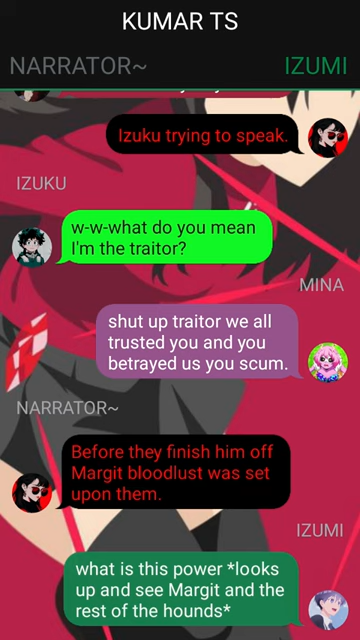 KUMAR TS
NARRATOR~ IZUMI
Izuku trying to speak.
IZUKU
w-w-what do you mean
I'm the traitor?
MINA
shut up traitor we all
trusted you and you
betrayed us you scum.
NARRATOR~
Before they finish him off
Margit bloodlust was set
upon them.
IZUMI
what is this power *looks
up and see Margit and the
rest of the hounds*